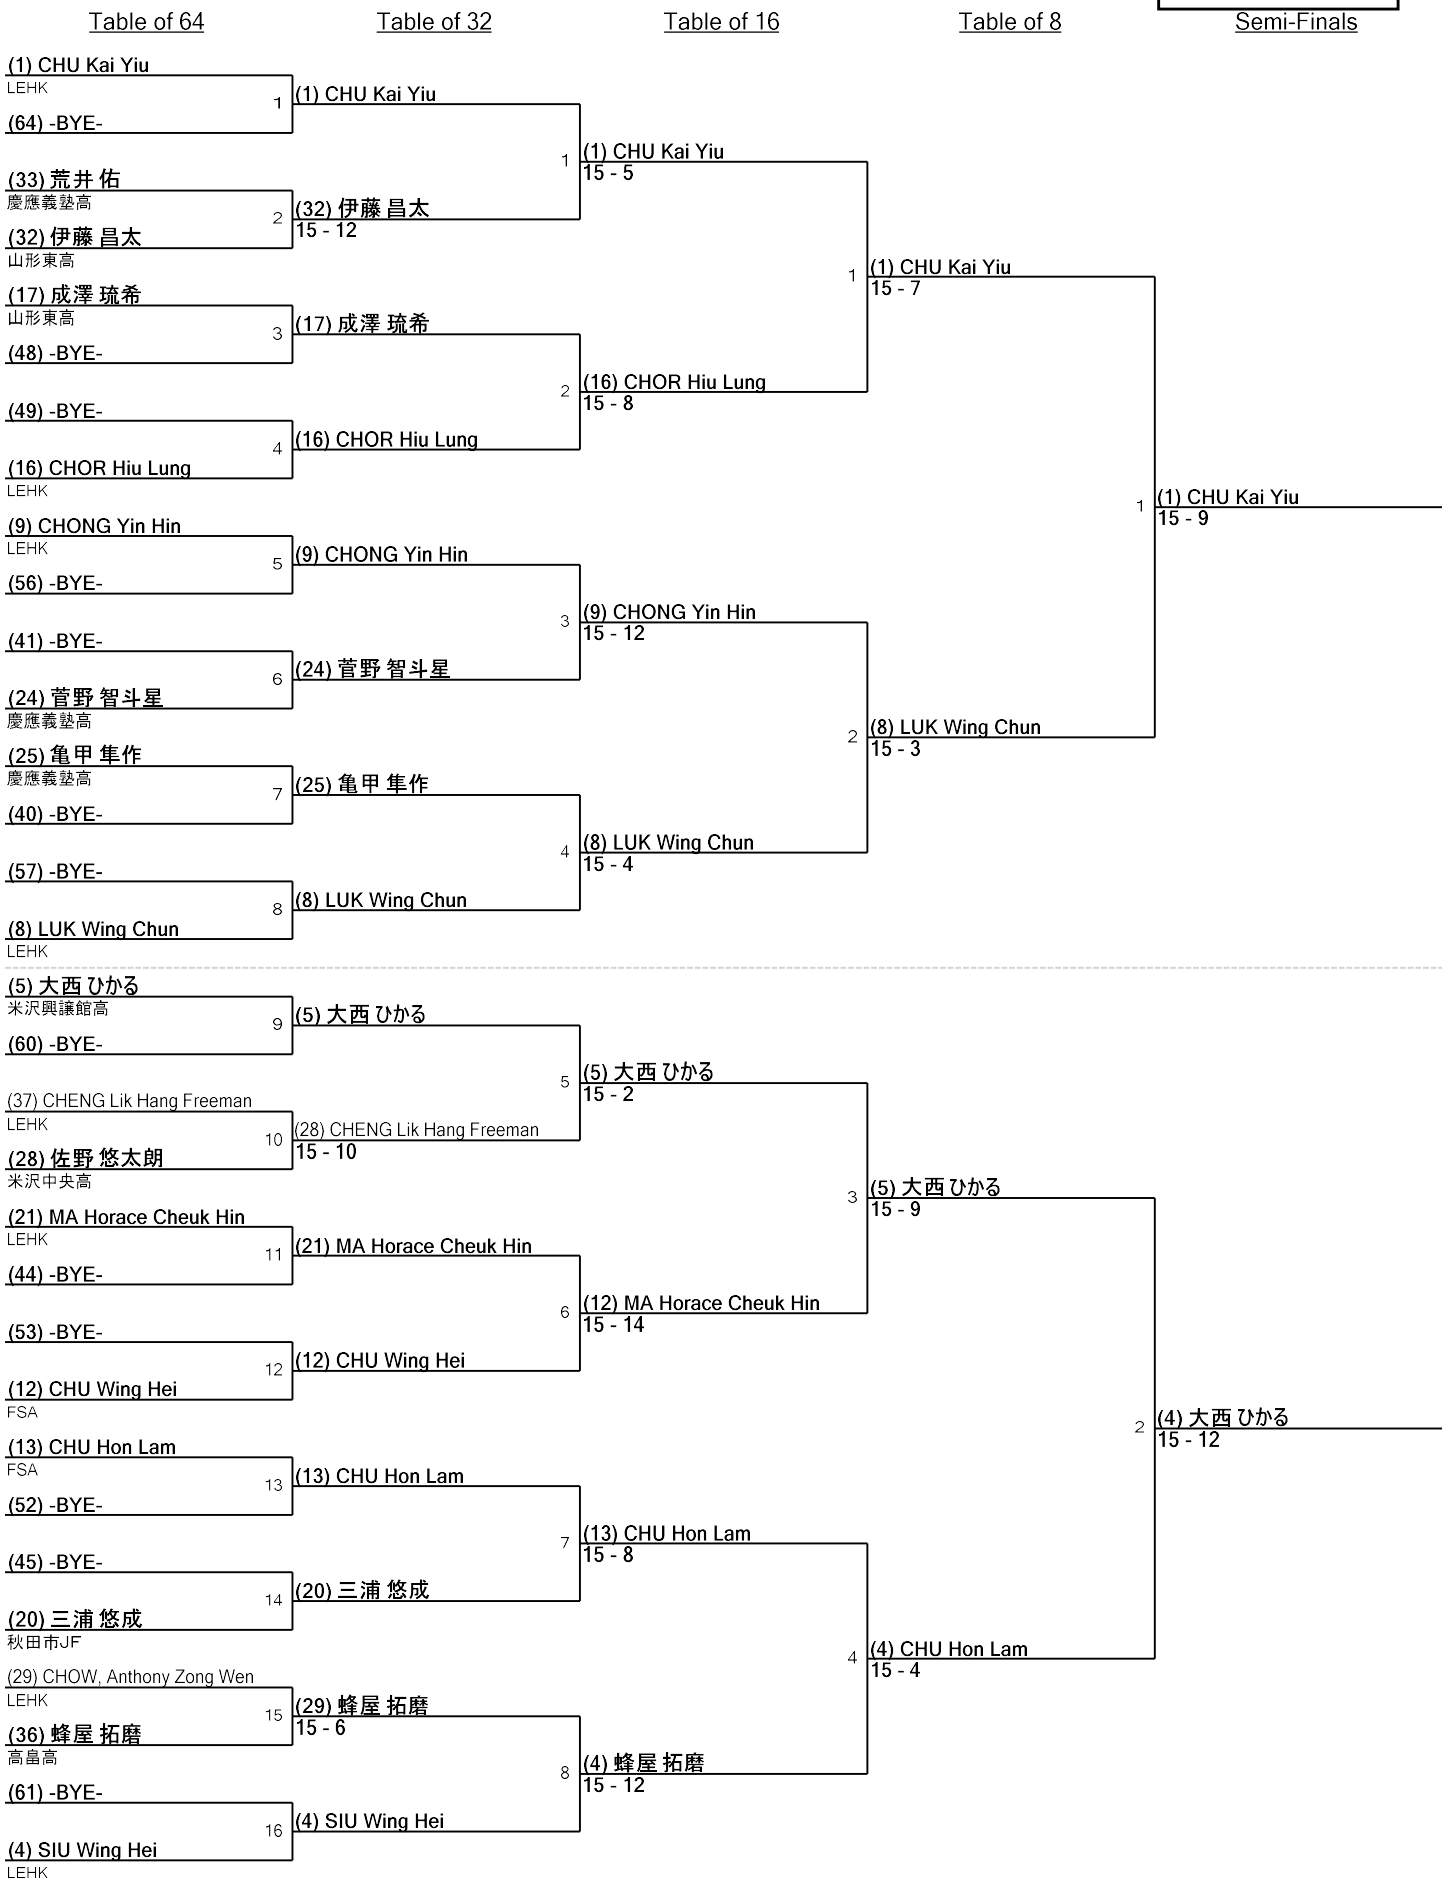 Table of 64
Table of 32
Table of 16
Table of 8
Semi-Finals
(1) CHU Kai Yiu
LEHK
1
(64) -BYE-
(33) 荒井 佑
慶應義塾高
2
(32) 伊藤 昌太
山形東高
(17) 成澤 琉希
山形東高
3
(48) -BYE-
(49) -BYE-
4
(16) CHOR Hiu Lung
LEHK
(9) CHONG Yin Hin
LEHK
5
(56) -BYE-
(41) -BYE-
6
(24) 菅野 智斗星
慶應義塾高
(25) 亀甲 隼作
慶應義塾高
7
(40) -BYE-
(57) -BYE-
8
(8) LUK Wing Chun
LEHK
(5) 大西 ひかる
米沢興譲館高
9
(60) -BYE-
(37) CHENG Lik Hang Freeman
LEHK
10
(28) 佐野 悠太朗
米沢中央高
(21) MA Horace Cheuk Hin
LEHK
11
(44) -BYE-
(53) -BYE-
12
(12) CHU Wing Hei
FSA
(13) CHU Hon Lam
FSA
13
(52) -BYE-
(45) -BYE-
14
(20) 三浦 悠成
秋田市JF
(29) CHOW, Anthony Zong Wen
LEHK
15
(36) 蜂屋 拓磨
高畠高
(61) -BYE-
16
(4) SIU Wing Hei
LEHK
(1) CHU Kai Yiu
1
(32) 伊藤 昌太
15 - 12
(17) 成澤 琉希
2
(16) CHOR Hiu Lung
(9) CHONG Yin Hin
3
(24) 菅野 智斗星
(25) 亀甲 隼作
4
(8) LUK Wing Chun
(5) 大西 ひかる
5
(28) CHENG Lik Hang Freeman
15 - 10
(21) MA Horace Cheuk Hin
6
(12) CHU Wing Hei
(13) CHU Hon Lam
7
(20) 三浦 悠成
(29) 蜂屋 拓磨
15 - 6
8
(4) SIU Wing Hei
(1) CHU Kai Yiu
15 - 5
1
(16) CHOR Hiu Lung
15 - 8
(9) CHONG Yin Hin
15 - 12
2
(8) LUK Wing Chun
15 - 4
(5) 大西 ひかる
15 - 2
3
(12) MA Horace Cheuk Hin
15 - 14
(13) CHU Hon Lam
15 - 8
4
(4) 蜂屋 拓磨
15 - 12
(1) CHU Kai Yiu
15 - 7
1
(8) LUK Wing Chun
15 - 3
(5) 大西 ひかる
15 - 9
2
(4) CHU Hon Lam
15 - 4
(1) CHU Kai Yiu
15 - 9
(4) 大西 ひかる
15 - 12